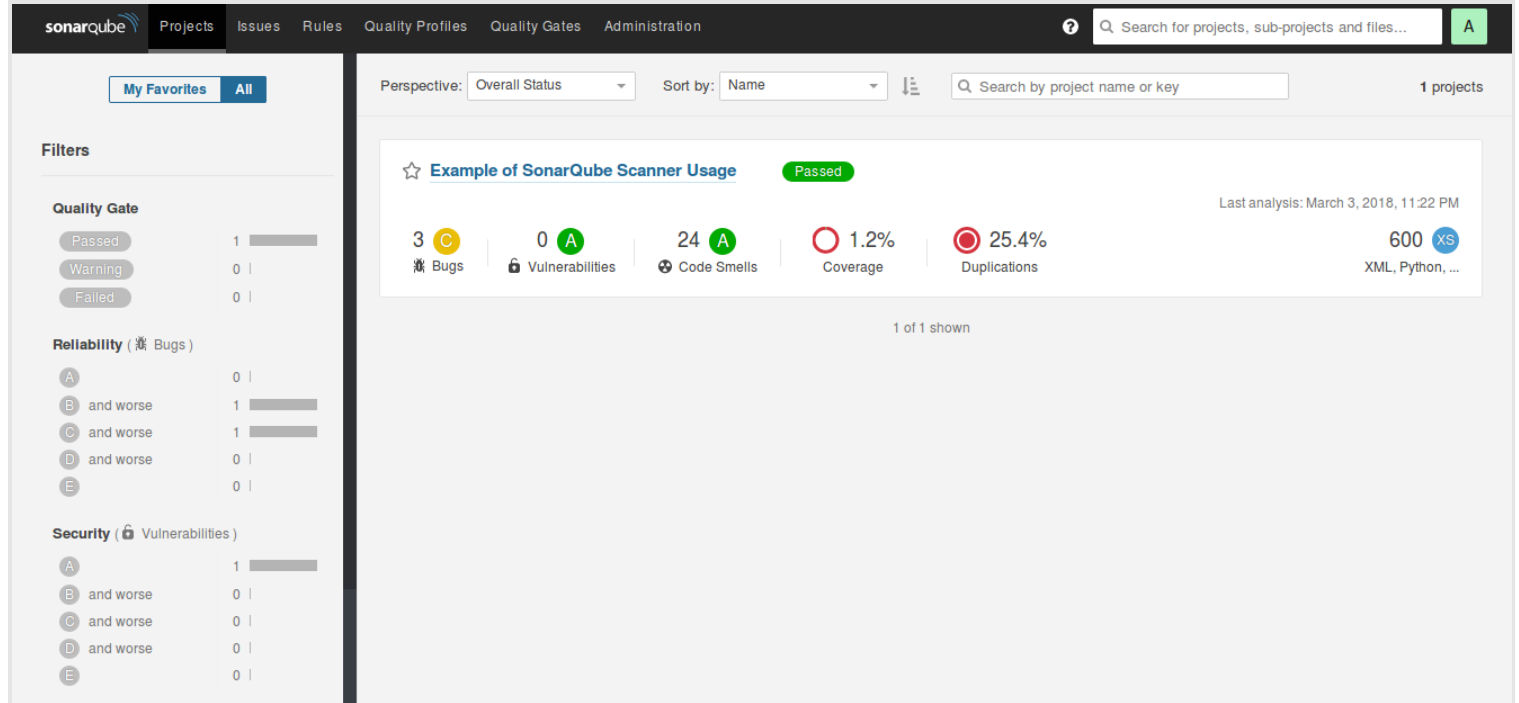 sonarqube Projects Issues Rules Quality Profiles Quality Gates Administration ? Search for projects, sub-projects and files... A
My Favorites All
Filters
Quality Gate
Passed 1
Warning 0
Failed 0
Reliability ( Bugs )
A 0
B and worse 1
C and worse 1
D and worse 0
E 0
Security ( Vulnerabilities )
A 1
B and worse 0
C and worse 0
D and worse 0
E 0
Perspective: Overall Status Sort by: Name Search by project name or key 1 projects
Example of SonarQube Scanner Usage Passed
Last analysis: March 3, 2018, 11:22 PM
3 C 0 A 24 A 1.2% 25.4% 600 XS
Bugs Vulnerabilities Code Smells Coverage Duplications XML, Python, ...
1 of 1 shown